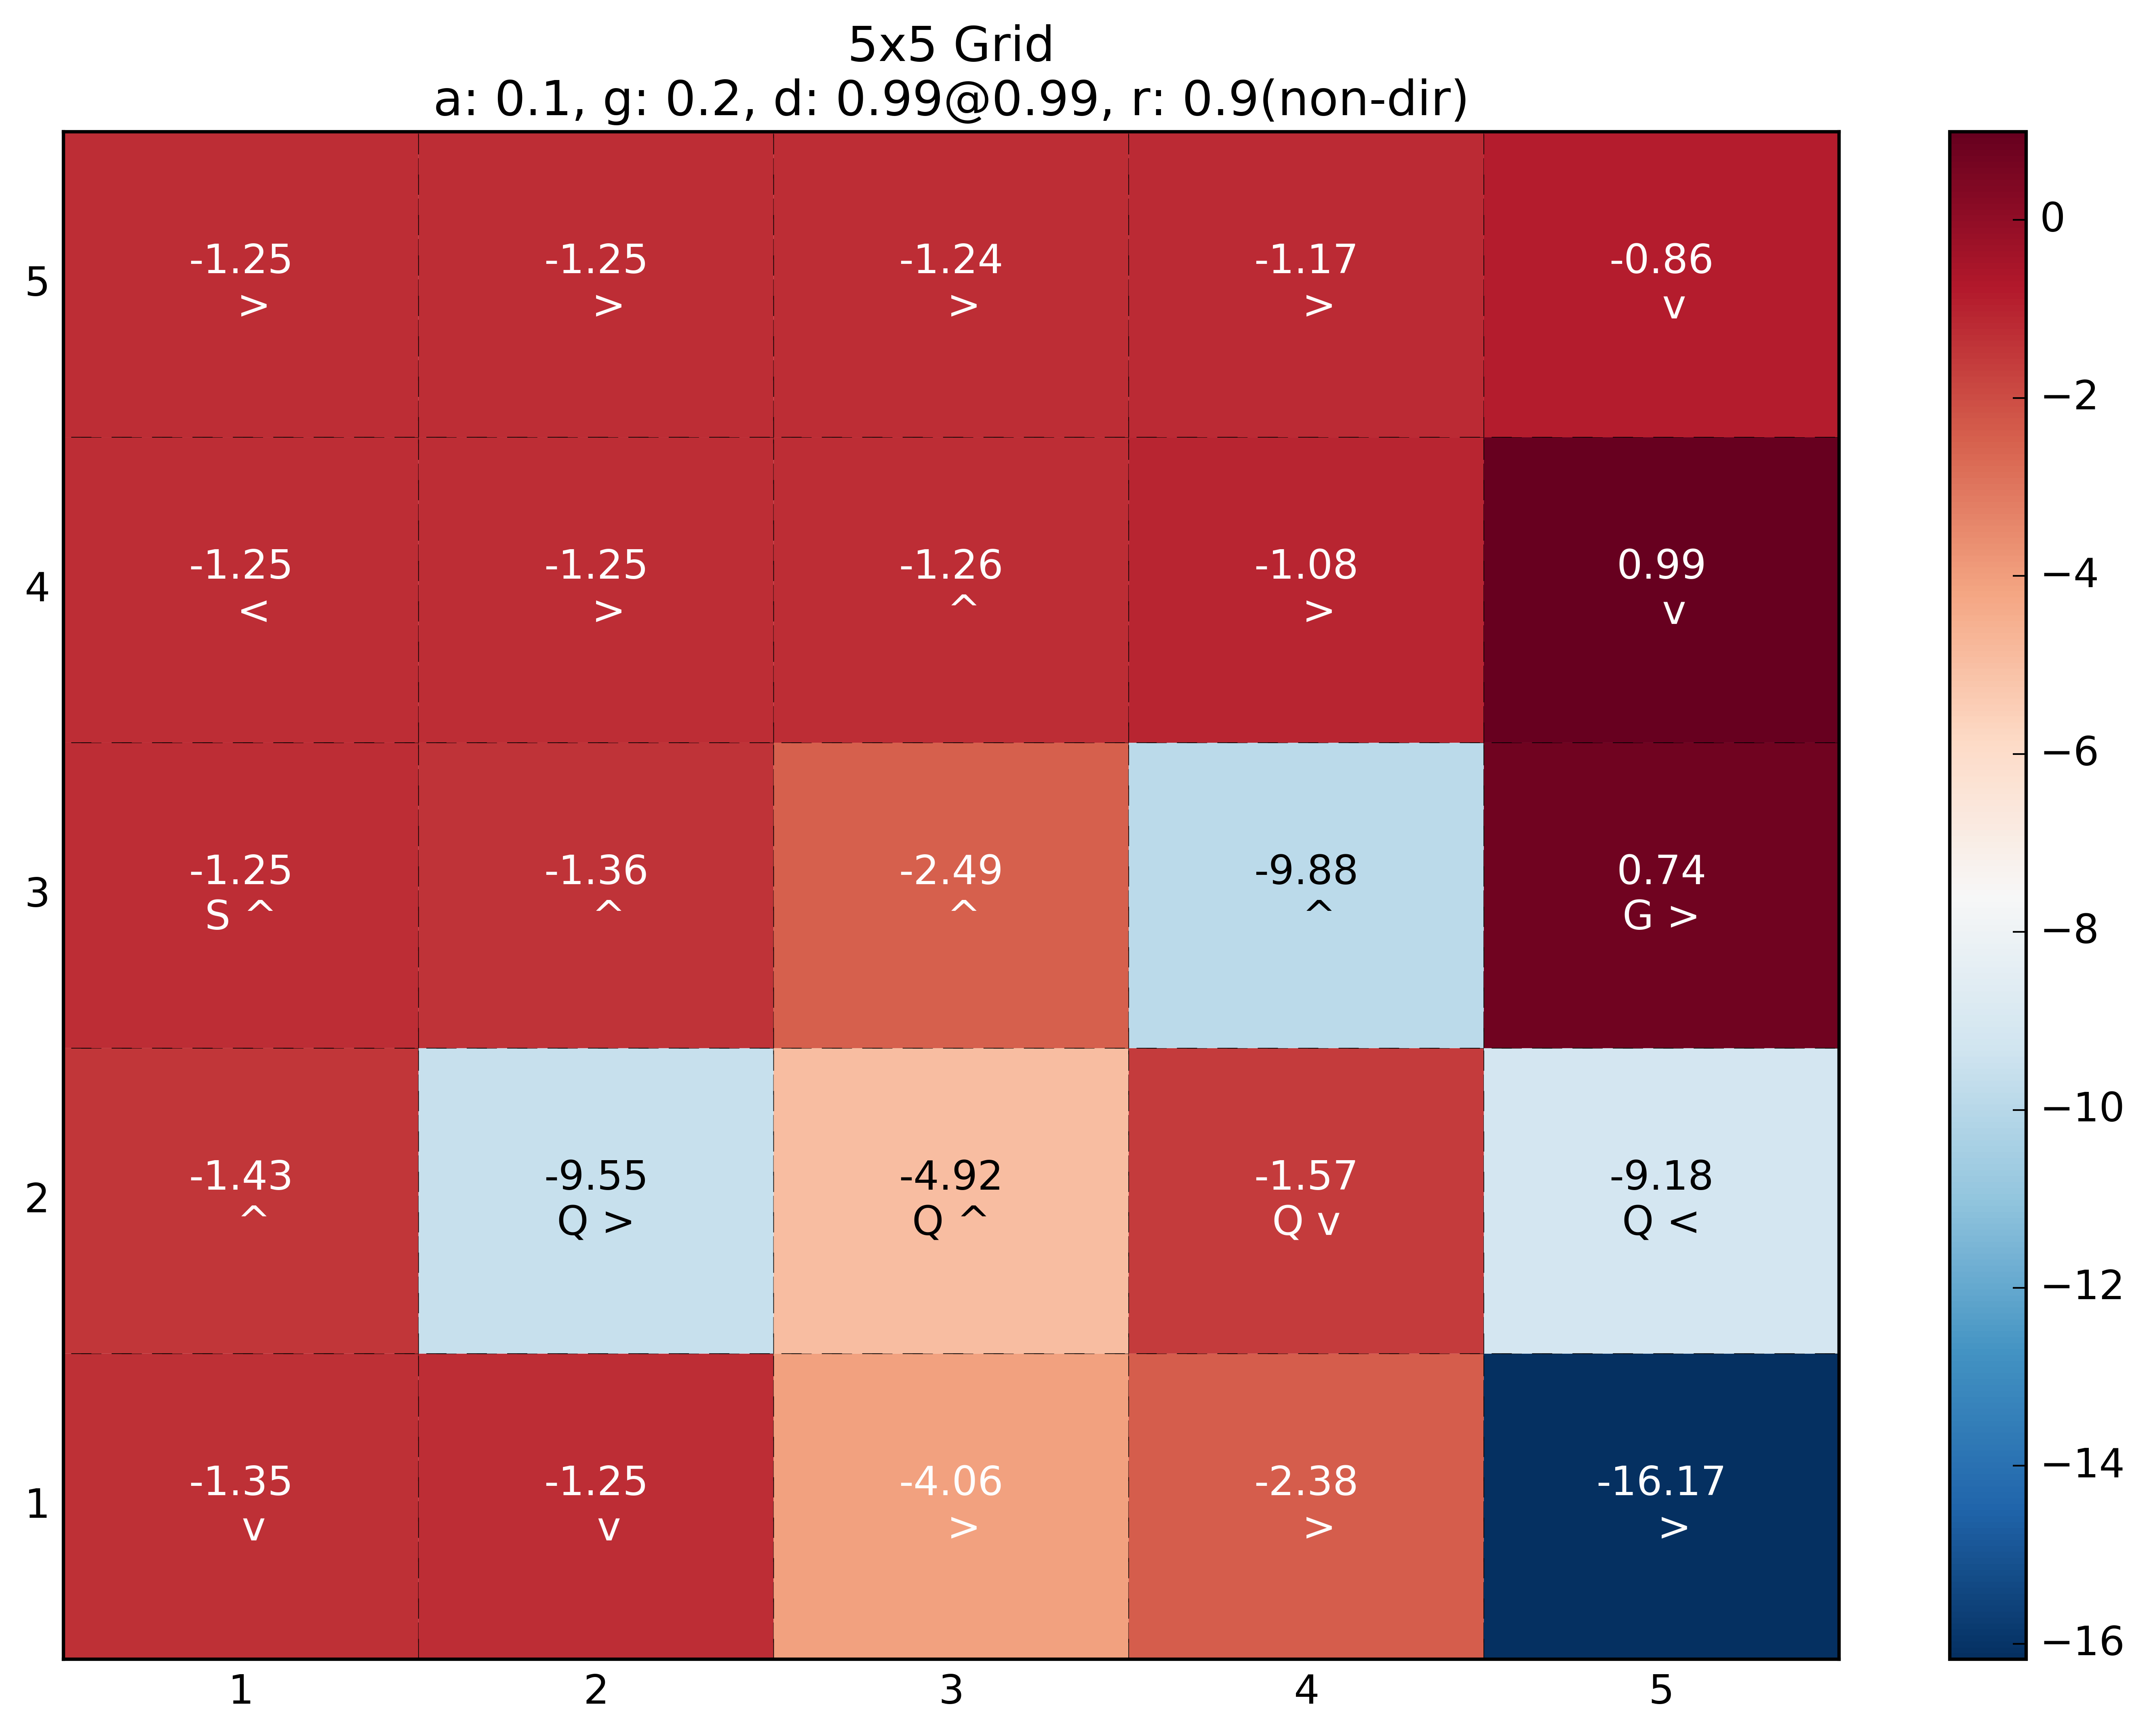 5x5 Grid
a: 0.1, g: 0.2, d: 0.99@0.99, r: 0.9(non-dir)
5 -1.25 -1.25 -1.24 -1.17 -0.86
> > > > v
4 -1.25 -1.25 -1.26 -1.08 0.99
< > ^ > v
3 -1.25 -1.36 -2.49 -9.88 0.74
S ^ ^ ^ ^ G >
2 -1.43 -9.55 -4.92 -1.57 -9.18
^ Q > Q ^ Q v Q <
1 -1.35 -1.25 -4.06 -2.38 -16.17
v v > > >
1 2 3 4 5
0
−2
−4
−6
−8
−10
−12
−14
−16